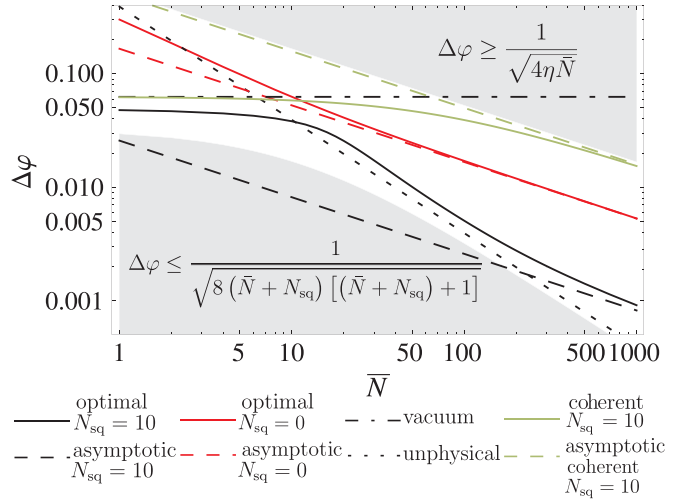 Δφ ≥ 1/√(4ηN̄)
0.100
0.050
Δφ
0.010
0.005
Δφ ≤ 1/√(8 (N̄ + N_sq) [(N̄ + N_sq) + 1])
0.001
1 5 10 50 100 500 1000
N̄
optimal N_sq = 10
optimal N_sq = 0
vacuum
coherent N_sq = 10
asymptotic N_sq = 10
asymptotic N_sq = 0
unphysical
asymptotic coherent N_sq = 10